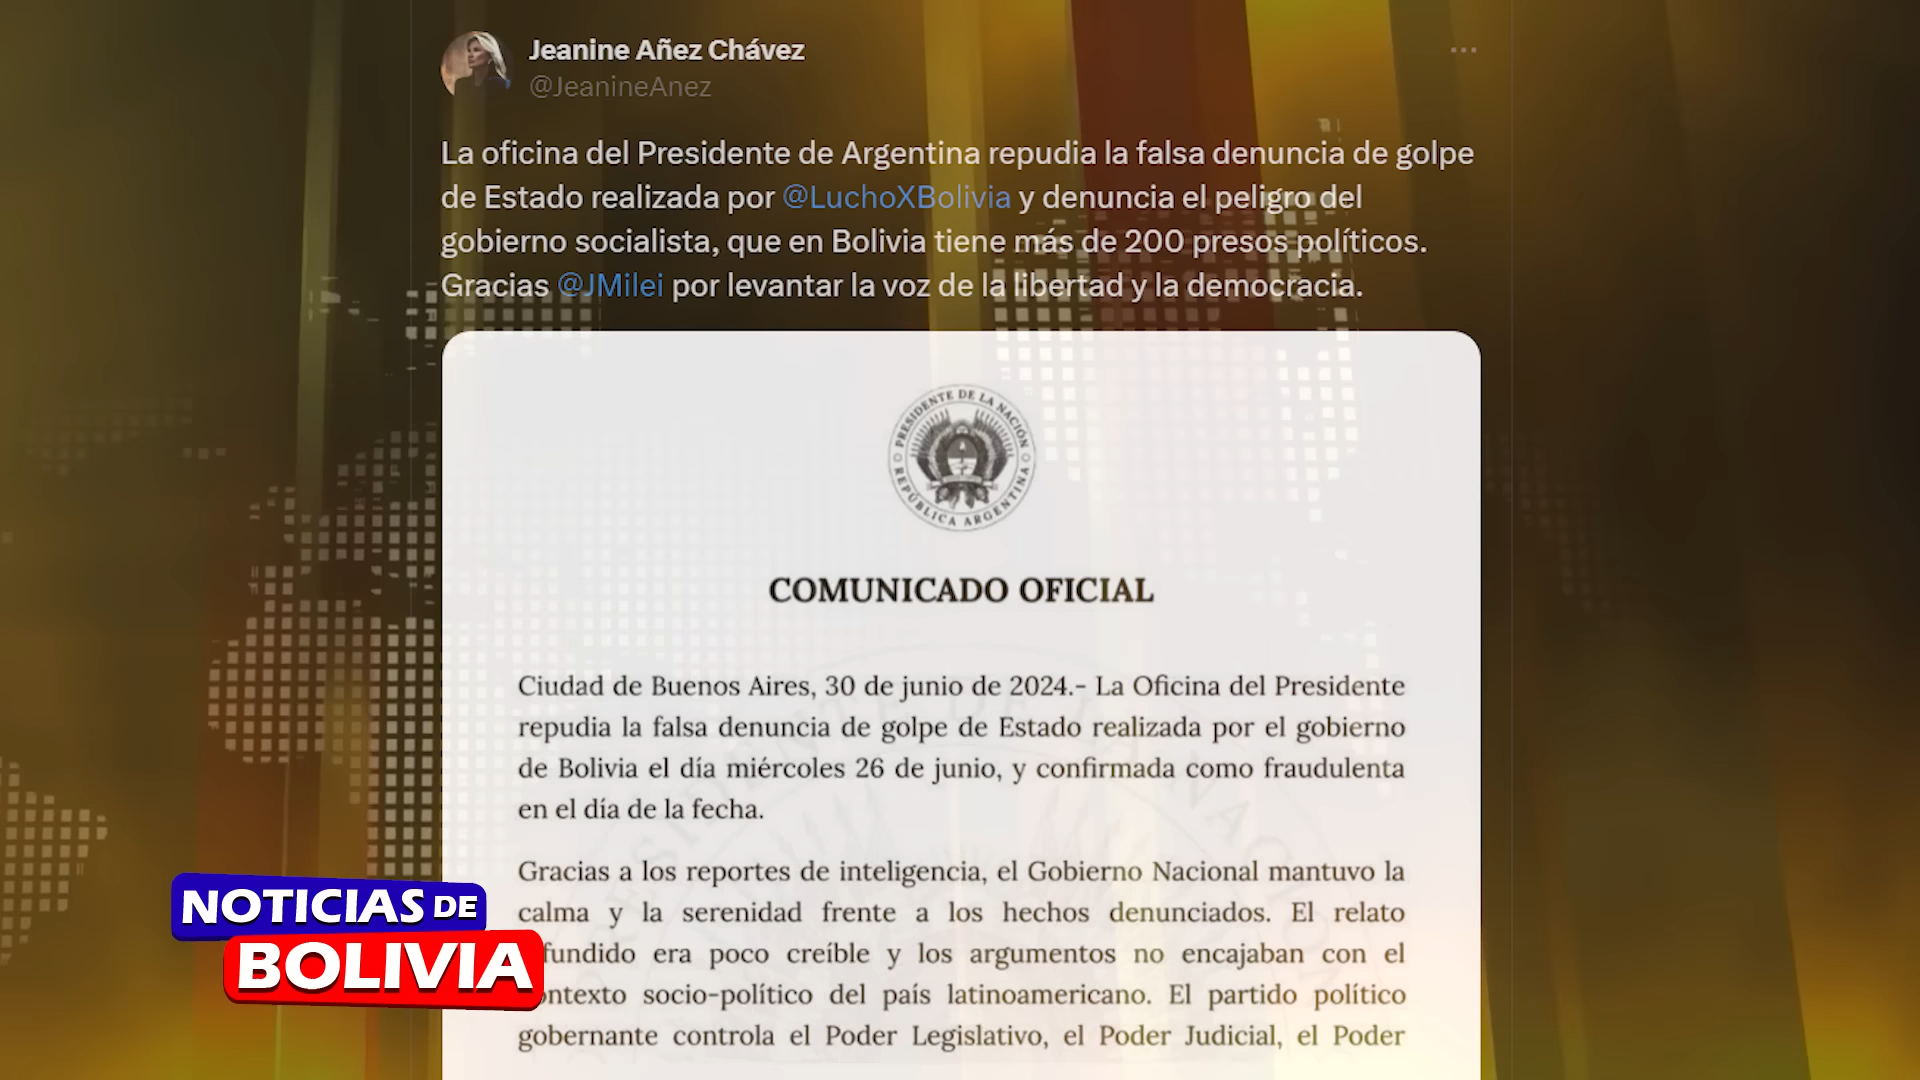 Jeanine Añez Chávez
@JeanineAnez
La oficina del Presidente de Argentina repudia la falsa denuncia de golpe
de Estado realizada por @LuchoXBolivia y denuncia el peligro del
gobierno socialista, que en Bolivia tiene más de 200 presos políticos.
Gracias @JMilei por levantar la voz de la libertad y la democracia.
PRESIDENTE DE LA NACIÓN
REPÚBLICA ARGENTINA
COMUNICADO OFICIAL
Ciudad de Buenos Aires, 30 de junio de 2024.- La Oficina del Presidente
repudia la falsa denuncia de golpe de Estado realizada por el gobierno
de Bolivia el día miércoles 26 de junio, y confirmada como fraudulenta
en el día de la fecha.
Gracias a los reportes de inteligencia, el Gobierno Nacional mantuvo la
calma y la serenidad frente a los hechos denunciados. El relato
fundido era poco creíble y los argumentos no encajaban con el
ontexto socio-político del país latinoamericano. El partido político
gobernante controla el Poder Legislativo, el Poder Judicial, el Poder
NOTICIAS DE
BOLIVIA